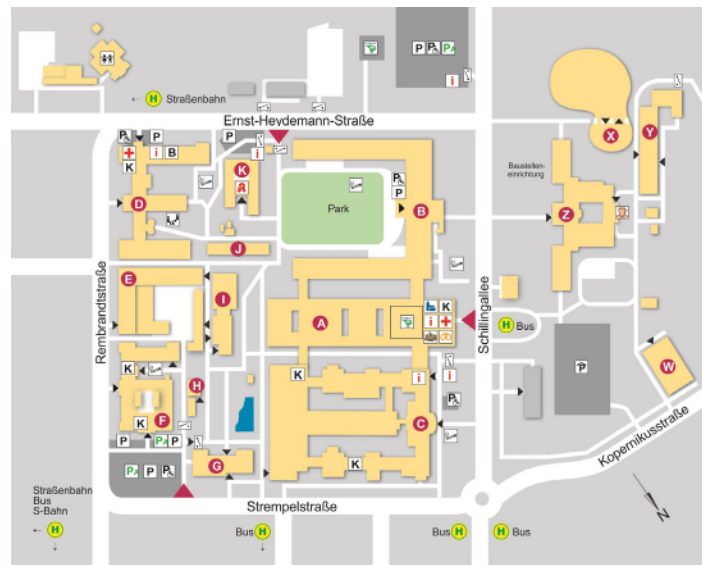 P P P
i
H Straßenbahn
Ernst-Heydemann-Straße
P P
P
i B
K
i
K
X
Y
Baustellen-
einrichtung
D
Park
P
P
B
Z
J
E
I
Rembrandtstraße
Schillingallee
A
K
i
H Bus
K
K
i
i
W
H
P
F
K
C
P P P
G
K
P P P
Kopernikusstraße
Straßenbahn
Bus
S-Bahn
H
Strempelstraße
N
Bus H
Bus H
H Bus